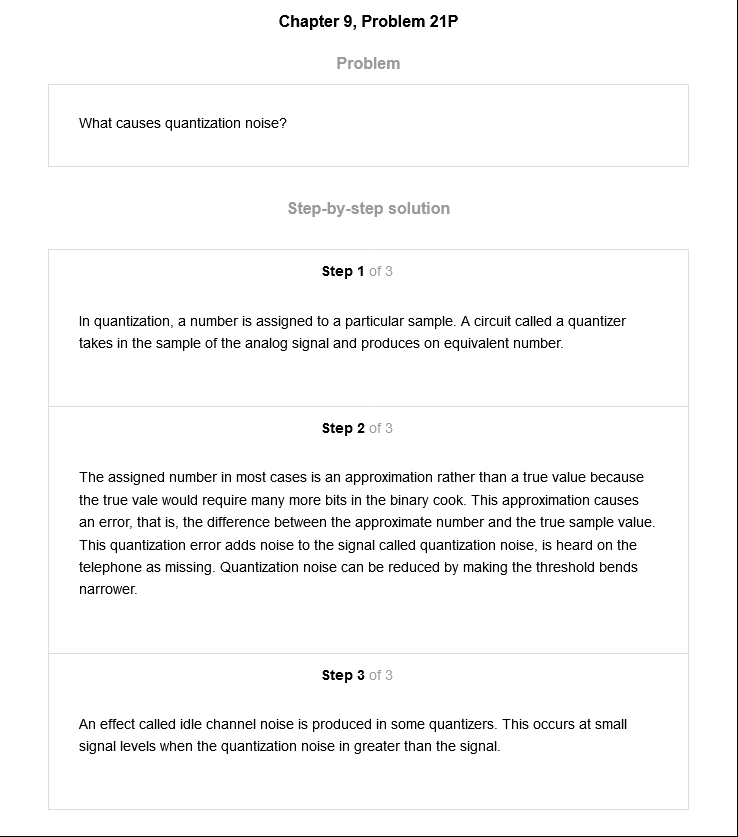 Chapter 9, Problem 21P
Problem
What causes quantization noise?
Step-by-step solution
Step 1 of 3
In quantization, a number is assigned to a particular sample. A circuit called a quantizer
takes in the sample of the analog signal and produces on equivalent number.
Step 2 of 3
The assigned number in most cases is an approximation rather than a true value because
the true vale would require many more bits in the binary cook. This approximation causes
an error, that is, the difference between the approximate number and the true sample value.
This quantization error adds noise to the signal called quantization noise, is heard on the
telephone as missing. Quantization noise can be reduced by making the threshold bends
narrower.
Step 3 of 3
An effect called idle channel noise is produced in some quantizers. This occurs at small
signal levels when the quantization noise in greater than the signal.